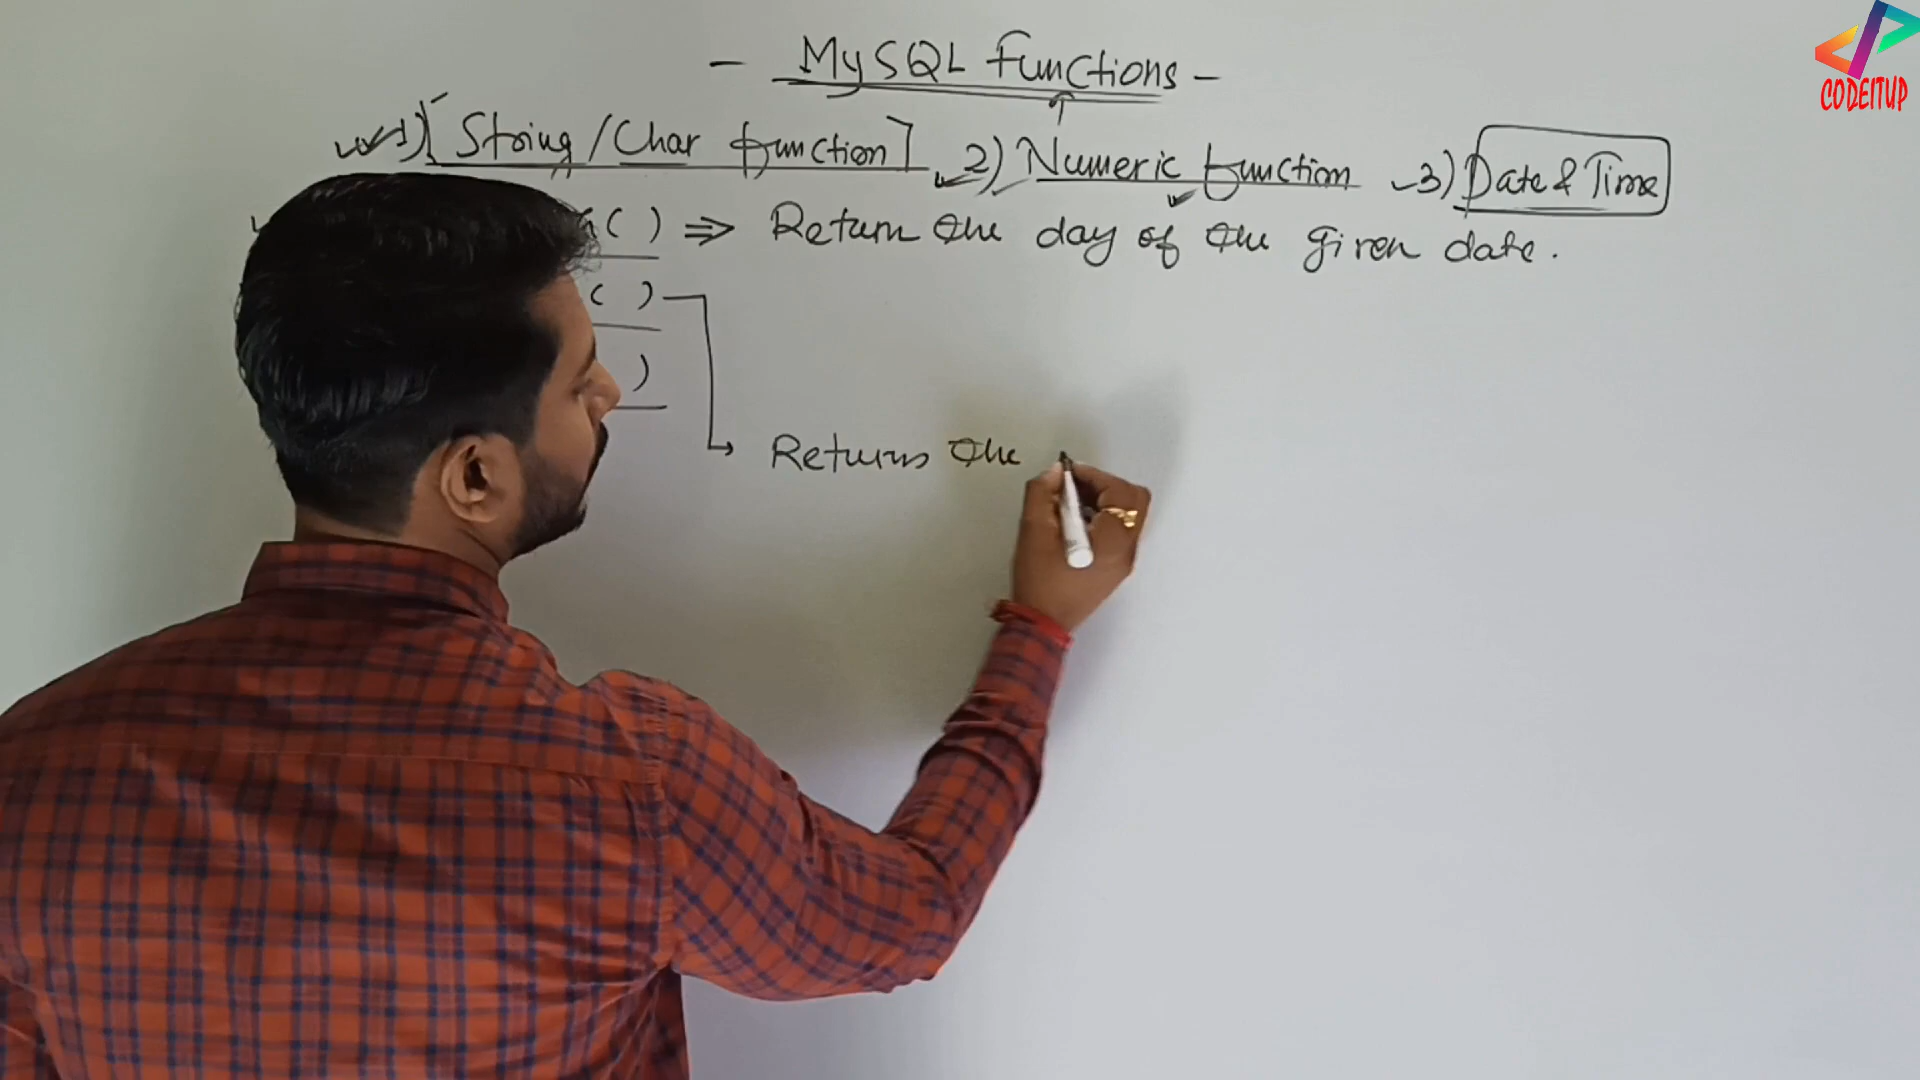 - MySQL Functions -
1) [String/Char function] 2) Numeric function 3) Date & Time
( ) ⇒ Return the day of the given date.
( )
)
Returns the
CODEITUP